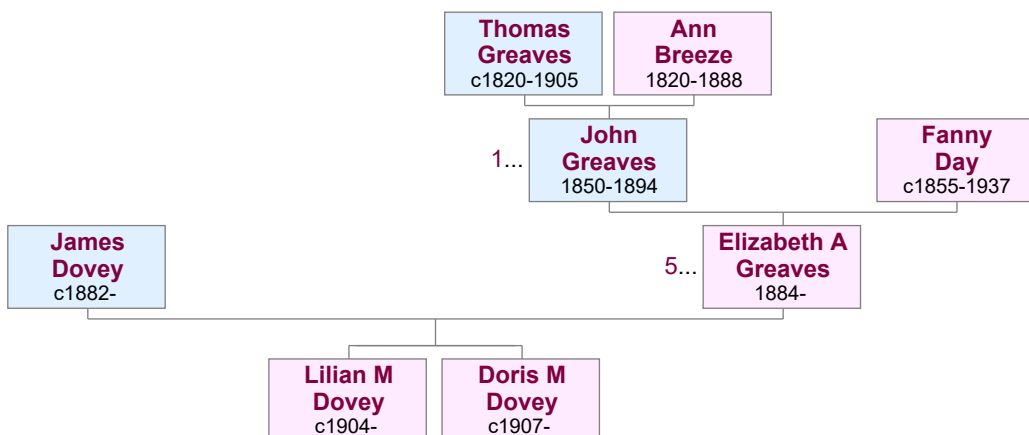 Thomas
Greaves
c1820-1905
Ann
Breeze
1820-1888
1...
John
Greaves
1850-1894
Fanny
Day
c1855-1937
James
Dovey
c1882-
5...
Elizabeth A
Greaves
1884-
Lilian M
Dovey
c1904-
Doris M
Dovey
c1907-